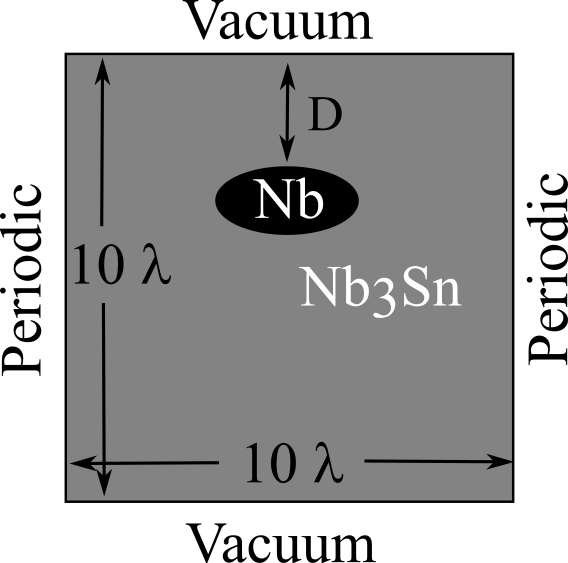 Vacuum
D
Nb
Periodic
10 λ
Nb3Sn
Periodic
10 λ
Vacuum